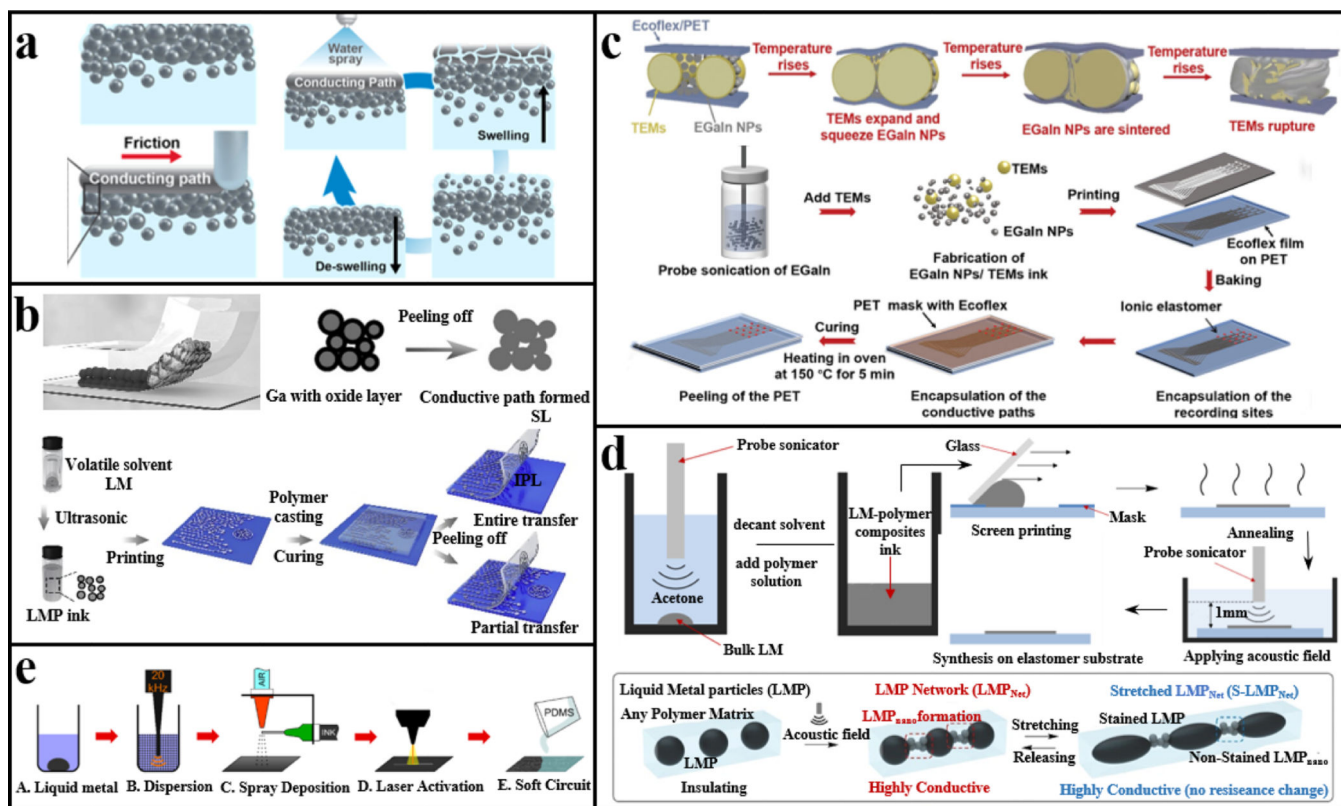 a
Water
spray
Conducting Path
Swelling
Friction
Conducting path
De-swelling
b
Peeling off
Ga with oxide layer
Conductive path formed
SL
Volatile solvent
LM
Ultrasonic
LMP ink
Printing
Polymer
casting
Curing
IPL
Entire transfer
Peeling off
Partial transfer
c
Ecoflex/PET
Temperature
rises
Temperature
rises
Temperature
rises
TEMs
EGaIn NPs
TEMs expand and
squeeze EGaIn NPs
EGaIn NPs are sintered
TEMs rupture
Probe sonication of EGaIn
Add TEMs
TEMs
EGaIn NPs
Fabrication of
EGaIn NPs/ TEMs ink
Printing
Ecoflex film
on PET
Baking
Ionic elastomer
Encapsulation of the
recording sites
PET mask with Ecoflex
Encapsulation of the
conductive paths
Curing
Heating in oven
at 150 °C for 5 min
Peeling of the PET
d
Probe sonicator
Acetone
Bulk LM
decant solvent
add polymer
solution
LM-polymer
composites
ink
Glass
Mask
Screen printing
Annealing
Probe sonicator
1mm
Applying acoustic field
Synthesis on elastomer substrate
Liquid Metal particles (LMP)
Any Polymer Matrix
LMP
Insulating
Acoustic field
LMP Network (LMPNet)
LMPnano formation
Highly Conductive
Stretching
Releasing
Stretched LMPNet (S-LMPNet)
Stained LMP
Non-Stained LMPnano
Highly Conductive (no resiseance change)
e
20
kHz
AIR
INK
PDMS
A. Liquid metal
B. Dispersion
C. Spray Deposition
D. Laser Activation
E. Soft Circuit